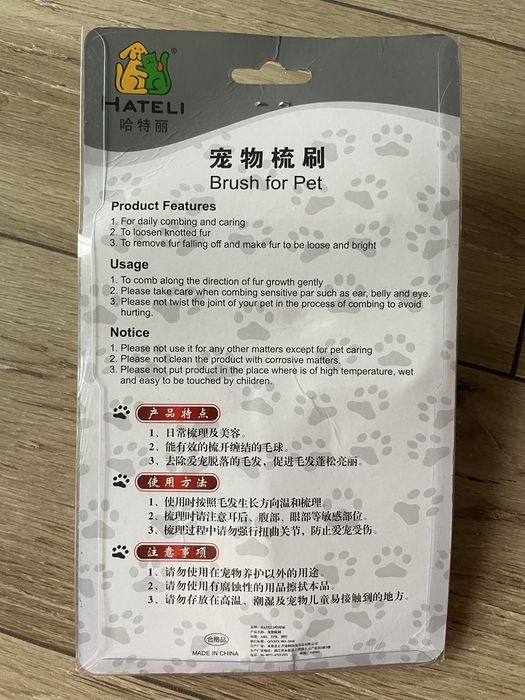 HATELI
哈特丽
宠物梳刷
Brush for Pet
Product Features
1. For daily combing and caring
2. To loosen knotted fur
3. To remove fur falling off and make fur to be loose and bright
Usage
1. To comb along the direction of fur growth gently
2. Please take care when combing sensitive par such as ear, belly and eye.
3. Please not twist the joint of your pet in the process of combing to avoid
hurting.
Notice
1. Please not use it for any other matters except for pet caring
2. Please not clean the product with corrosive matters.
3. Please not put product in the place where is of high temperature, wet
and easy to be touched by children.
产品特点
1、日常梳理及美容。
2、能有效的梳开缠结的毛球。
3、去除爱宠脱落的毛发，促进毛发蓬松亮丽。
使用方法
1、使用时按照毛发生长方向温和梳理。
2、梳理时请注意耳后、腹部、眼部等敏感部位。
3、梳理过程中请勿强行扭曲关节，防止爱宠受伤。
注意事项
1、请勿使用在宠物养护以外的用途。
2、请勿使用有腐蚀性的用品擦拭本品。
3、请勿存放在高温、潮湿及宠物儿童易接触到的地方。
合格品
MADE IN CHINA